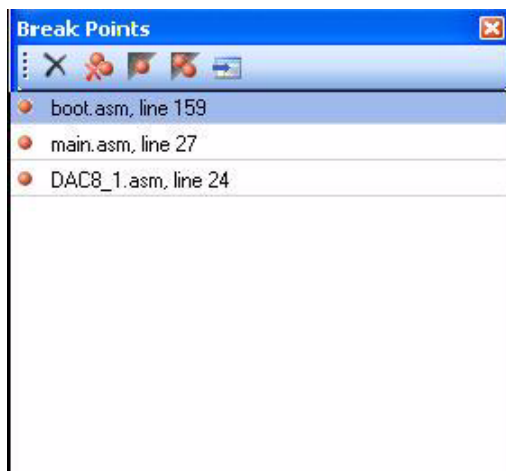 Break Points
boot.asm, line 159
main.asm, line 27
DAC8_1.asm, line 24